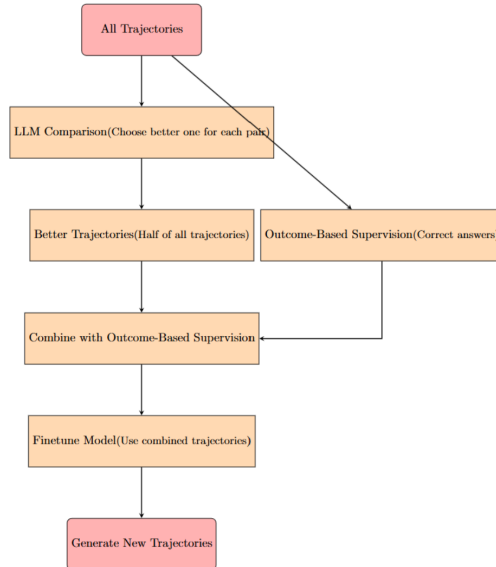 All Trajectories
LLM Comparison(Choose better one for each pair)
Better Trajectories(Half of all trajectories)
Outcome-Based Supervision(Correct answers)
Combine with Outcome-Based Supervision
Finetune Model(Use combined trajectories)
Generate New Trajectories